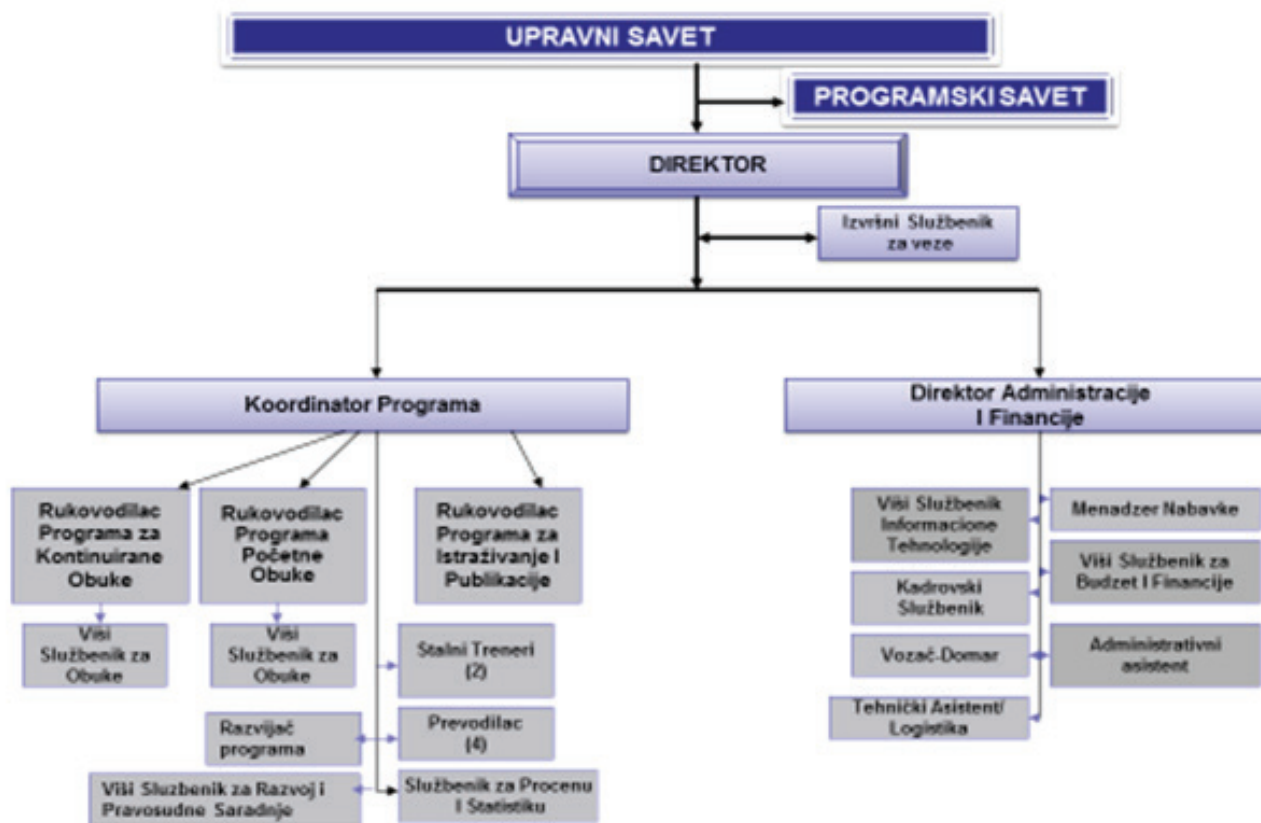 UPRAVNI SAVET
PROGRAMSKI SAVET
DIREKTOR
Izvršni Službenik
za veze
Koordinator Programa
Direktor Administracije
I Financije
Rukovodilac
Programa za
Kontinuirane
Obuke
Rukovodilac
Programa
Početne
Obuke
Rukovodilac
Programa za
Istraživanje I
Publikacije
Viši
Službenik za
Obuke
Viši
Službenik za
Obuke
Stalni Treneri
(2)
Razvijač
programa
Prevodilac
(4)
Viši Sluzbenik za Razvoj i
Pravosudne Saradnje
Službenik za Procenu
I Statistiku
Viši Službenik
Informacione
Tehnologije
Menadzer Nabavke
Kadrovski
Službenik
Viši Službenik za
Budzet I Financije
Vozač-Domar
Administrativni
asistent
Tehnički Asistent/
Logistika